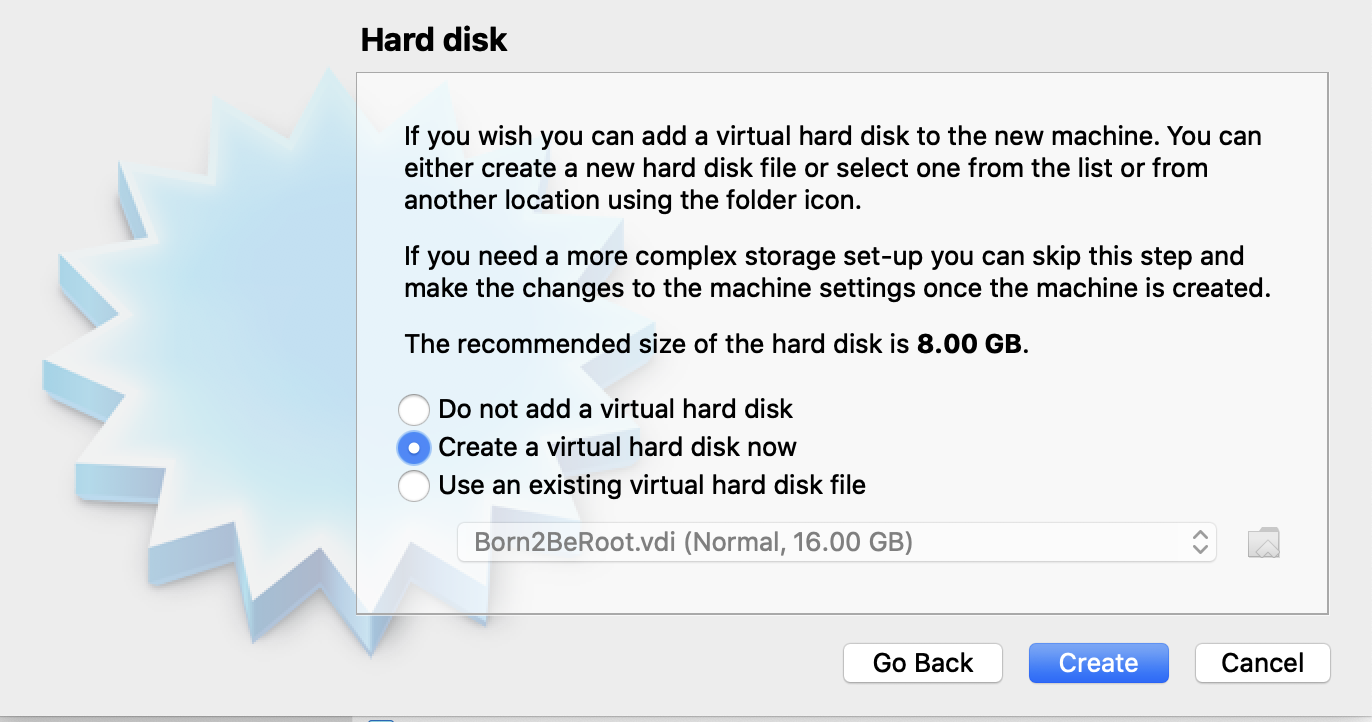 Hard disk
If you wish you can add a virtual hard disk to the new machine. You can
either create a new hard disk file or select one from the list or from
another location using the folder icon.
If you need a more complex storage set-up you can skip this step and
make the changes to the machine settings once the machine is created.
The recommended size of the hard disk is 8.00 GB.
Do not add a virtual hard disk
Create a virtual hard disk now
Use an existing virtual hard disk file
Born2BeRoot.vdi (Normal, 16.00 GB)
Go Back
Create
Cancel